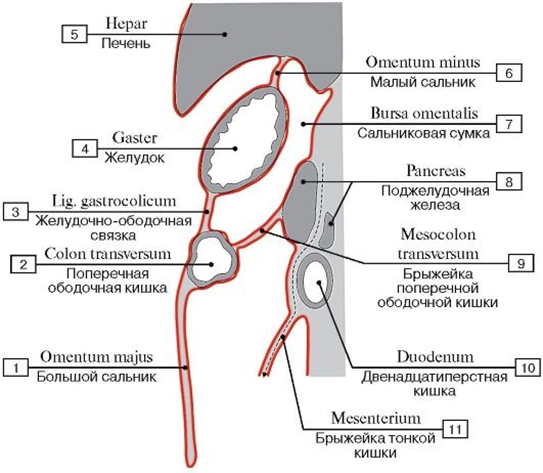 5
Hepar
Печень
Omentum minus
Малый сальник
6
Bursa omentalis
Сальниковая сумка
7
4
Gaster
Желудок
Pancreas
Поджелудочная
железа
8
3
Lig. gastrocolicum
Желудочно-ободочная
связка
Mesocolon
transversum
Брыжейка
поперечной
ободочной кишки
9
2
Colon transversum
Поперечная
ободочная кишка
1
Omentum majus
Большой сальник
Duodenum
Двенадцатиперстная
кишка
10
Mesenterium
Брыжейка тонкой
кишки
11